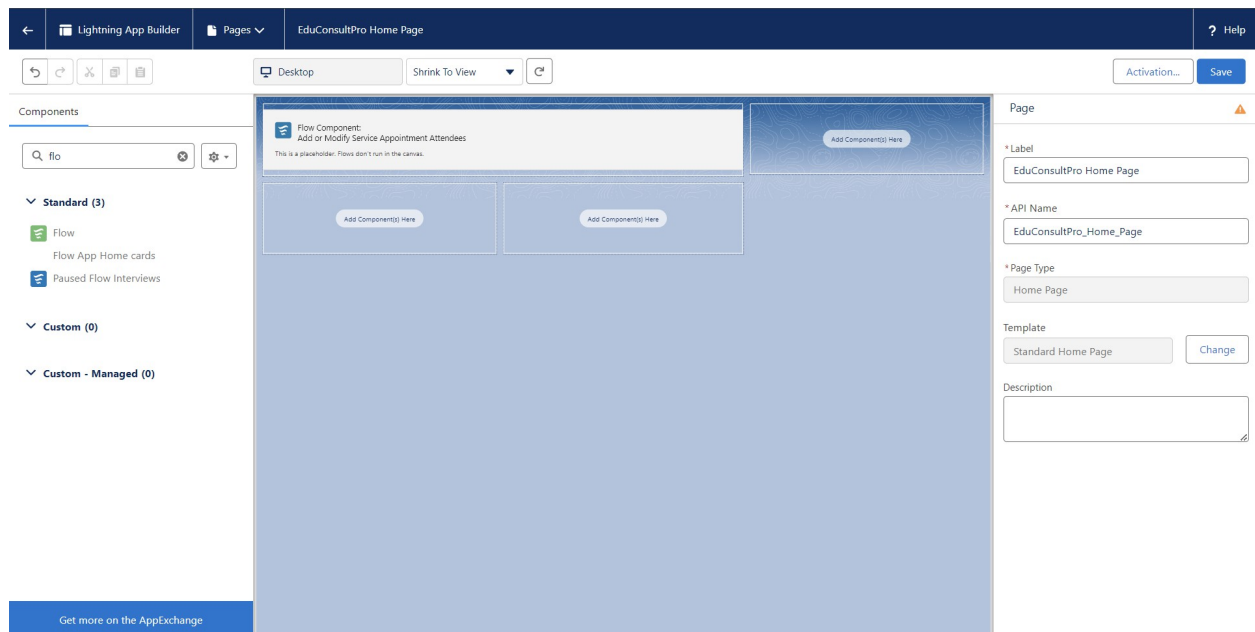 Lightning App Builder
Pages
EduConsultPro Home Page
? Help
Desktop
Shrink To View
Activation...
Save
Components
flo
Standard (3)
Flow
Flow App Home cards
Paused Flow Interviews
Custom (0)
Custom - Managed (0)
Get more on the AppExchange
Flow Component:
Add or Modify Service Appointment Attendees
This is a placeholder. Flows don't run in the canvas.
Add Component(s) Here
Add Component(s) Here
Add Component(s) Here
Page
*Label
EduConsultPro Home Page
*API Name
EduConsultPro_Home_Page
*Page Type
Home Page
Template
Standard Home Page
Change
Description